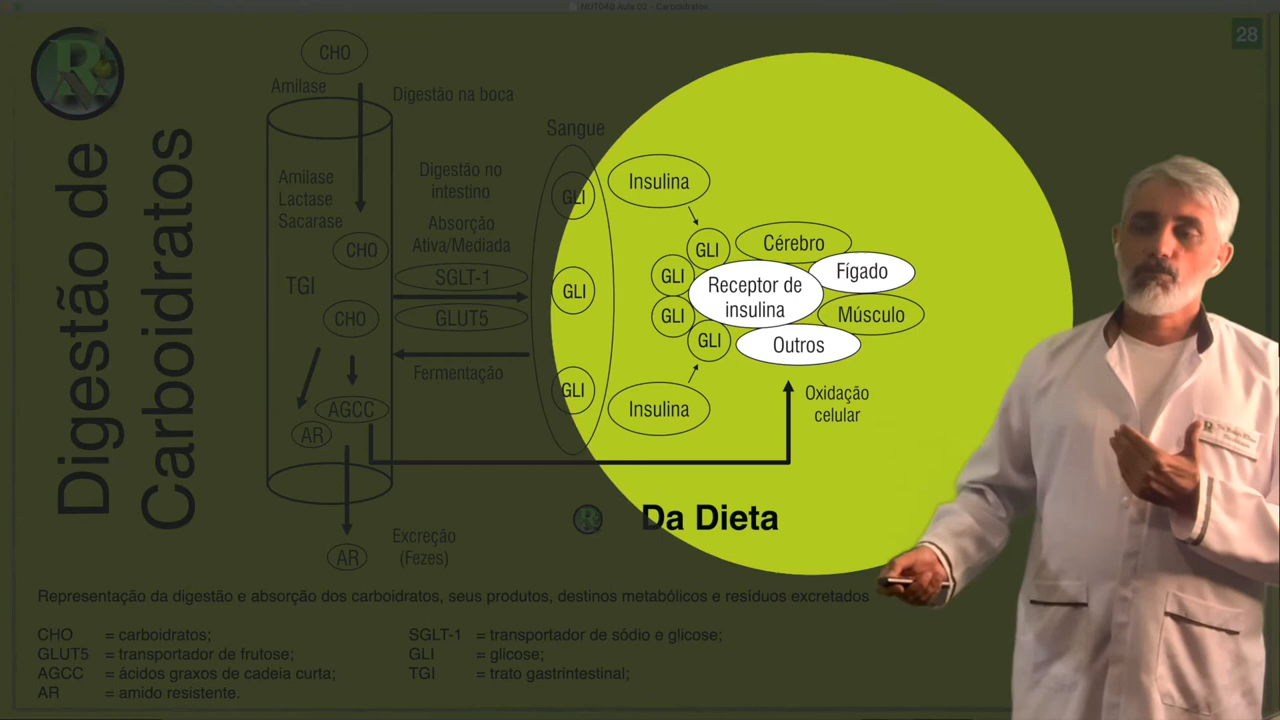 NUT048 Aula 02 - Carboidratos
28
R
Digestão de
Carboidratos
CHO
Amilase
Digestão na boca
Amilase
Lactase
Sacarase
CHO
TGI
CHO
AGCC
AR
AR
Digestão no
intestino
Absorção
Ativa/Mediada
SGLT-1
GLUT5
Fermentação
Excreção
(Fezes)
Sangue
GLI
GLI
GLI
Insulina
GLI
GLI
GLI
GLI
Insulina
Receptor de
insulina
Cérebro
Fígado
Músculo
Outros
Oxidação
celular
Da Dieta
Representação da digestão e absorção dos carboidratos, seus produtos, destinos metabólicos e resíduos excretados
CHO = carboidratos;
GLUT5 = transportador de frutose;
AGCC = ácidos graxos de cadeia curta;
AR = amido resistente.
SGLT-1 = transportador de sódio e glicose;
GLI = glicose;
TGI = trato gastrintestinal;